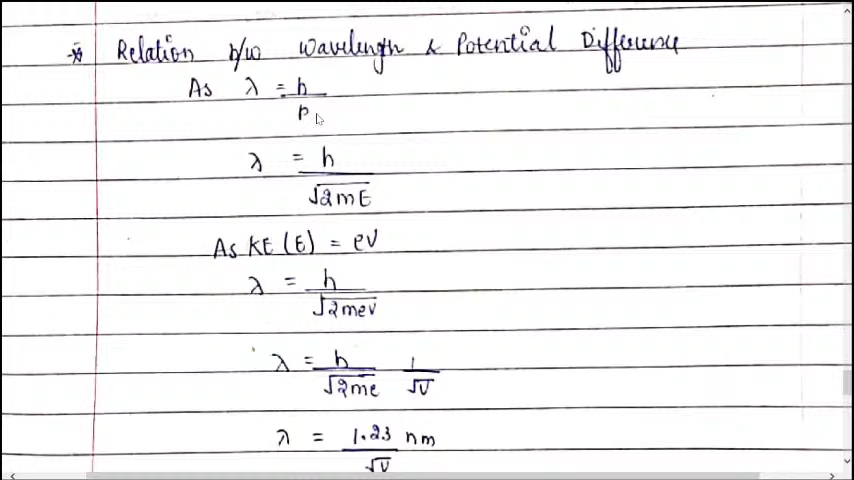 Relation b/w Wavelength & Potential Difference
As λ = h/p
λ = h/√2mE
As KE (E) = eV
λ = h/√2meV
λ = h/√2me 1/√V
λ = 1.23/√V nm